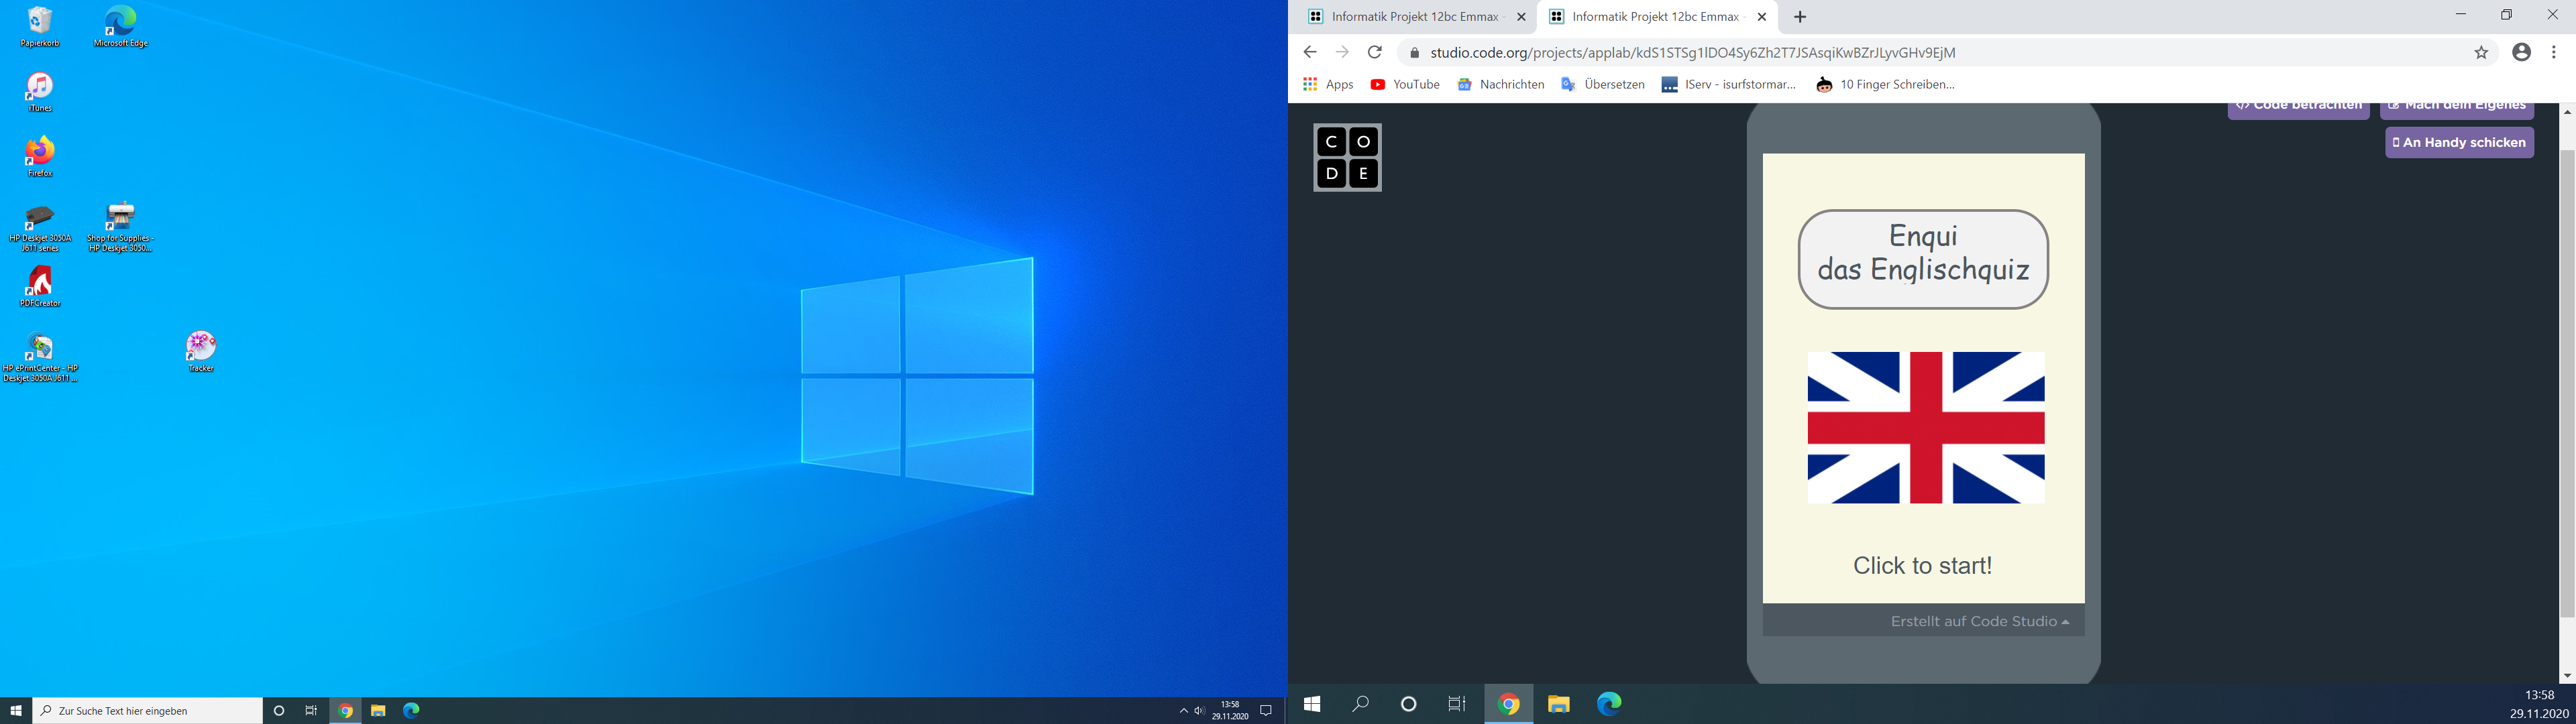 Papierkorb
Microsoft Edge
iTunes
Firefox
HP Deskjet 3050A
J611 series
Shop for Supplies -
HP Deskjet 3050...
PDFCreator
HP ePrintCenter - HP
Deskjet 3050A J611 ...
Tracker
Zur Suche Text hier eingeben
13:58
29.11.2020
Informatik Projekt 12bc Emmax -
Informatik Projekt 12bc Emmax -
studio.code.org/projects/applab/kdS1STSg1lDO4Sy6Zh2T7JSAsqiKwBZrJLyvGHv9EjM
Apps
YouTube
Nachrichten
Übersetzen
IServ - isurfstormar...
10 Finger Schreiben...
Code betrachten
Mach dein Eigenes
An Handy schicken
C O
D E
Enqui
das Englischquiz
Click to start!
Erstellt auf Code Studio
13:58
29.11.2020